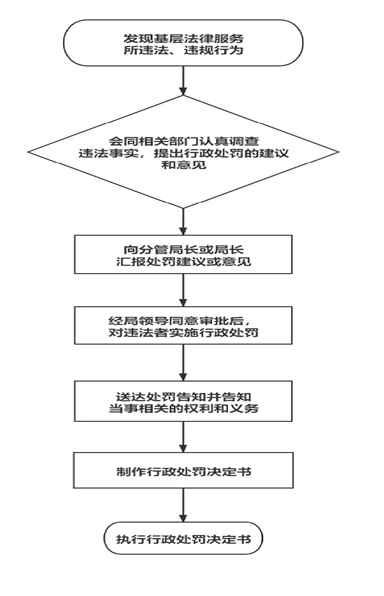 发现基层法律服务
所违法、违规行为
会同相关部门认真调查
违法事实，提出行政处罚的建议
和意见
向分管局长或局长
汇报处罚建议或意见
经局领导同意审批后，
对违法者实施行政处罚
送达处罚告知并告知
当事相关的权利和义务
制作行政处罚决定书
执行行政处罚决定书